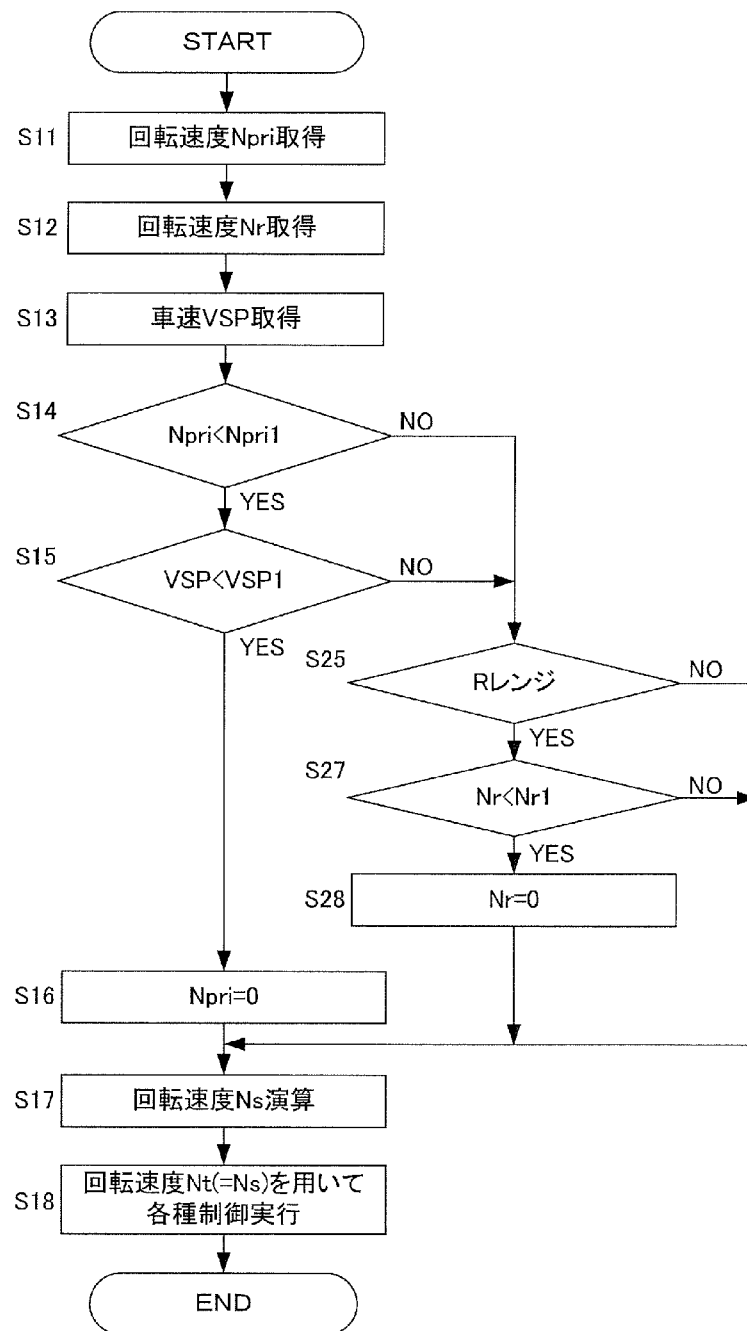 START
S11
回転速度Npri取得
S12
回転速度Nr取得
S13
車速VSP取得
S14
Npri<Npri1
NO
YES
S15
VSP<VSP1
NO
YES
S25
Rレンジ
NO
YES
S27
Nr<Nr1
NO
YES
S28
Nr=0
S16
Npri=0
S17
回転速度Ns演算
S18
回転速度Nt(=Ns)を用いて
各種制御実行
END